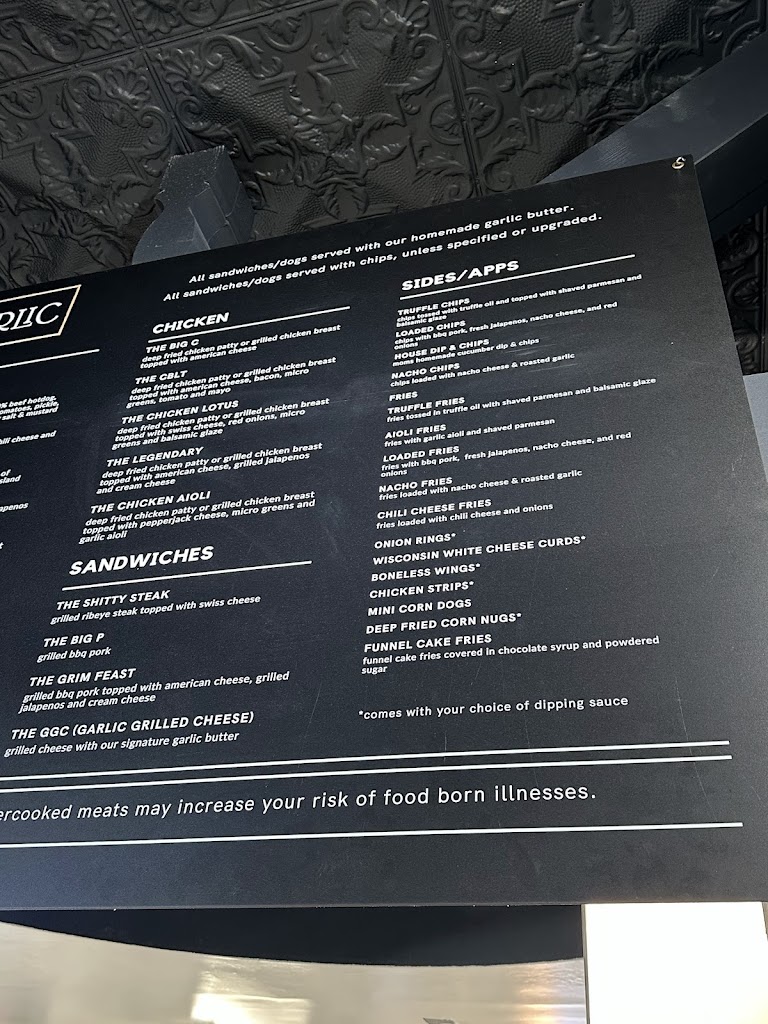 All sandwiches/dogs served with our homemade garlic butter.
All sandwiches/dogs served with chips, unless specified or upgraded.
beef hotdog,
tomatoes, pickle,
salt & mustard
chili cheese and
of
CHICKEN
THE BIG C
deep fried chicken patty or grilled chicken breast
topped with american cheese
THE CBLT
deep fried chicken patty or grilled chicken breast
topped with american cheese, bacon, micro
greens, tomato and mayo
THE CHICKEN LOTUS
deep fried chicken patty or grilled chicken breast
topped with swiss cheese, red onions, micro
greens and balsamic glaze
THE LEGENDARY
deep fried chicken patty or grilled chicken breast
topped with american cheese, grilled jalapenos
and cream cheese
THE CHICKEN AIOLI
deep fried chicken patty or grilled chicken breast
topped with pepperjack cheese, micro greens and
garlic aioli
SANDWICHES
THE SHITTY STEAK
grilled ribeye steak topped with swiss cheese
THE BIG P
grilled bbq pork
THE GRIM FEAST
grilled bbq pork topped with american cheese, grilled
jalapenos and cream cheese
THE GGC (GARLIC GRILLED CHEESE)
grilled cheese with our signature garlic butter
SIDES/APPS
TRUFFLE CHIPS
chips tossed with truffle oil and topped with shaved parmesan and
balsamic glaze
LOADED CHIPS
chips with bbq pork, fresh jalapenos, nacho cheese, and red
onions
HOUSE DIP & CHIPS
moms homemade cucumber dip & chips
NACHO CHIPS
chips loaded with nacho cheese & roasted garlic
FRIES
TRUFFLE FRIES
fries tossed in truffle oil with shaved parmesan and balsamic glaze
AIOLI FRIES
fries with garlic aioli and shaved parmesan
LOADED FRIES
fries with bbq pork, fresh jalapenos, nacho cheese, and red
onions
NACHO FRIES
fries loaded with nacho cheese & roasted garlic
CHILI CHEESE FRIES
fries loaded with chili cheese and onions
ONION RINGS*
WISCONSIN WHITE CHEESE CURDS*
BONELESS WINGS*
CHICKEN STRIPS*
MINI CORN DOGS
DEEP FRIED CORN NUGS*
FUNNEL CAKE FRIES
funnel cake fries covered in chocolate syrup and powdered
sugar
*comes with your choice of dipping sauce
meats may increase your risk of food born illnesses.